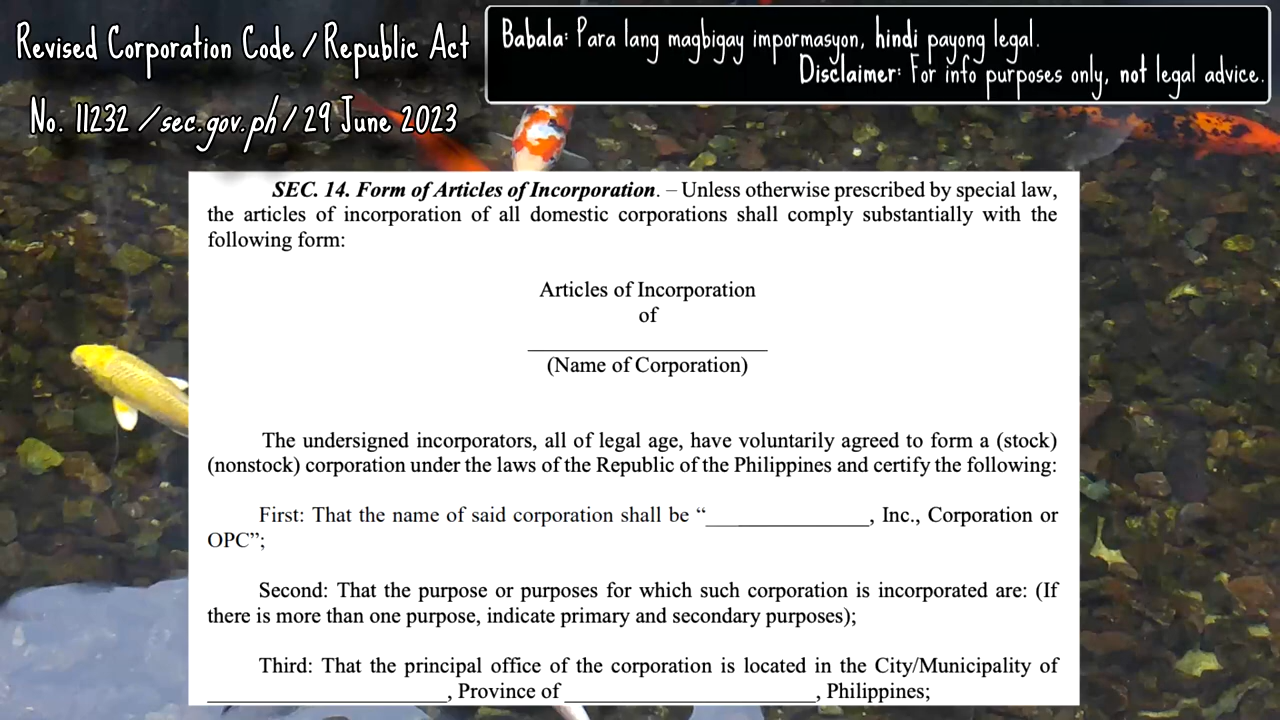 Revised Corporation Code / Republic Act
No. 11232 / sec.gov.ph / 29 June 2023
Babala: Para lang magbigay impormasyon, hindi payong legal.
Disclaimer: For info purposes only, not legal advice.
SEC. 14. Form of Articles of Incorporation. – Unless otherwise prescribed by special law,
the articles of incorporation of all domestic corporations shall comply substantially with the
following form:
Articles of Incorporation
of
____________________
(Name of Corporation)
The undersigned incorporators, all of legal age, have voluntarily agreed to form a (stock)
(nonstock) corporation under the laws of the Republic of the Philippines and certify the following:
First: That the name of said corporation shall be “______________, Inc., Corporation or
OPC”;
Second: That the purpose or purposes for which such corporation is incorporated are: (If
there is more than one purpose, indicate primary and secondary purposes);
Third: That the principal office of the corporation is located in the City/Municipality of
____________________, Province of _____________________, Philippines;